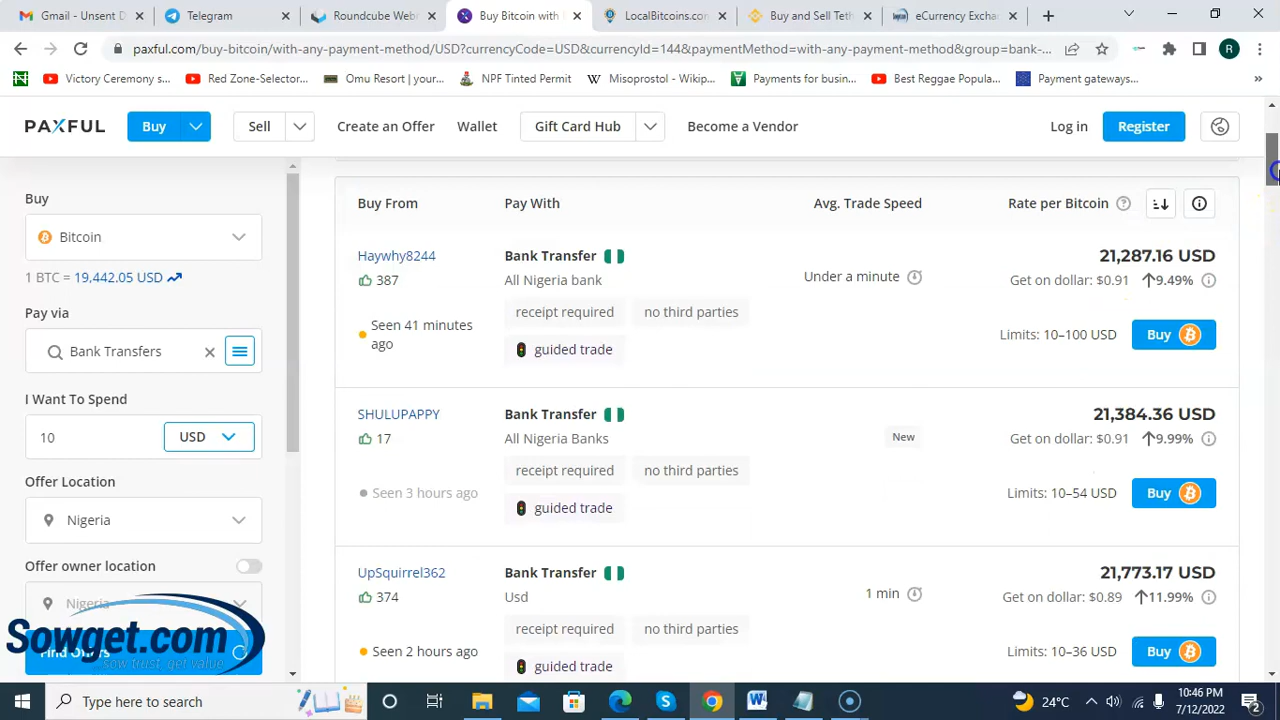 Gmail - Unsent D
Telegram
Roundcube Web
Buy Bitcoin with
LocalBitcoins.co
Buy and Sell Teth
eCurrency Exchan
paxful.com/buy-bitcoin/with-any-payment-method/USD?currencyCode=USD&currencyId=144&paymentMethod=with-any-payment-method&group=bank-...
R
Victory Ceremony s...
Red Zone-Selector...
Omu Resort | your...
NPF Tinted Permit
W Misoprostol - Wikip...
Payments for busin...
Best Reggae Popula...
Payment gateways...
»
PAXFUL
Buy
Sell
Create an Offer
Wallet
Gift Card Hub
Become a Vendor
Log in
Register
Buy
Bitcoin
1 BTC = 19,442.05 USD
Pay via
Bank Transfers
I Want To Spend
10
USD
Offer Location
Nigeria
Offer owner location
Nigeria
Find Offers
Sowget.com
sow trust, get value
Buy From
Pay With
Avg. Trade Speed
Rate per Bitcoin
Haywhy8244
387
Seen 41 minutes
ago
Bank Transfer
All Nigeria bank
receipt required
no third parties
guided trade
Under a minute
21,287.16 USD
Get on dollar: $0.91
9.49%
Limits: 10–100 USD
Buy
SHULUPAPPY
17
Seen 3 hours ago
Bank Transfer
All Nigeria Banks
receipt required
no third parties
guided trade
New
21,384.36 USD
Get on dollar: $0.91
9.99%
Limits: 10–54 USD
Buy
UpSquirrel362
374
Seen 2 hours ago
Bank Transfer
Usd
receipt required
no third parties
guided trade
1 min
21,773.17 USD
Get on dollar: $0.89
11.99%
Limits: 10–36 USD
Buy
Type here to search
24°C
10:46 PM
7/12/2022
2